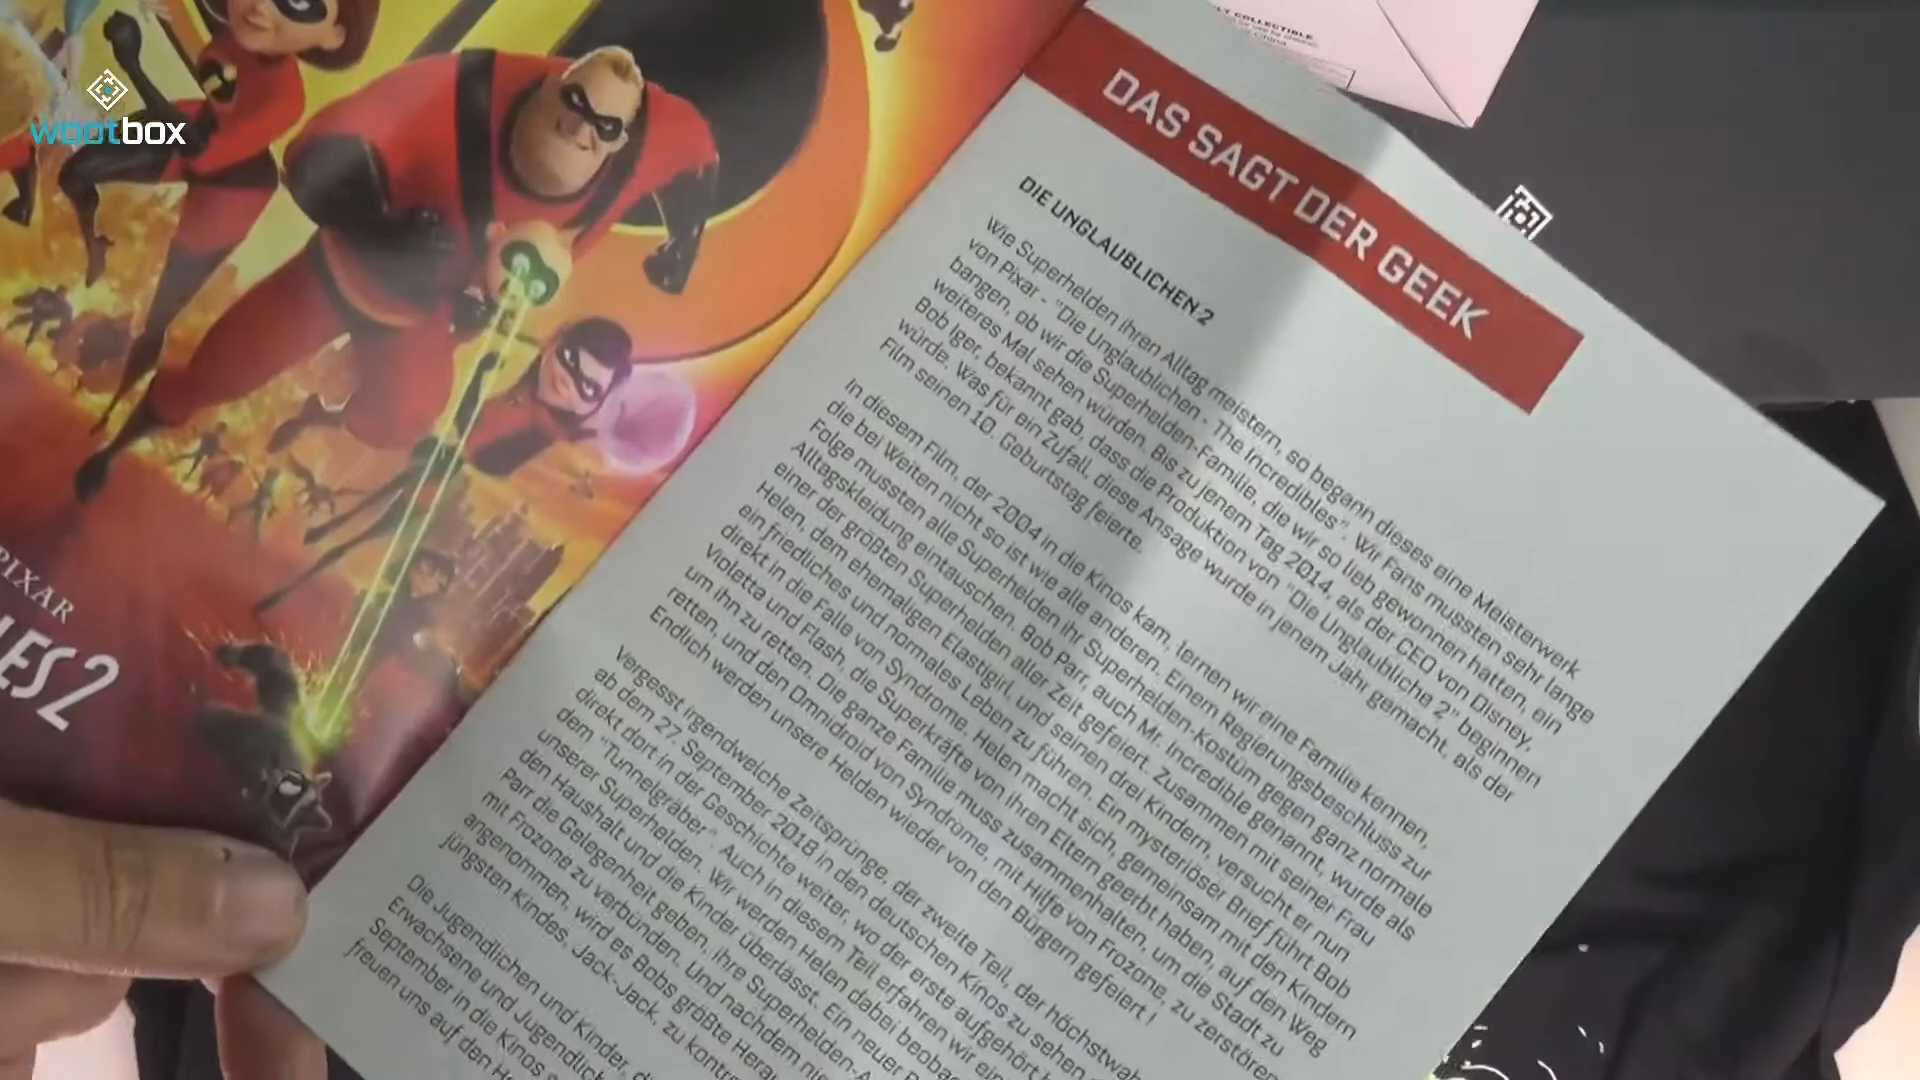 wootbox
LY COLLECTIBLE
PIXAR
LES 2
DAS SAGT DER GEEK
DIE UNGLAUBLICHEN 2
Wie Superhelden ihren Alltag meistern, so begann dieses eine Meisterwerk
von Pixar - "Die Unglaublichen - The Incredibles". Wir Fans mussten sehr lange
bangen, ob wir die Superhelden-Familie, die wir so lieb gewonnen hatten, ein
weiteres Mal sehen würden. Bis zu jenem Tag 2014, als der CEO von Disney,
Bob Iger, bekannt gab, dass die Produktion von "Die Unglaubliche 2" beginnen
würde. Was für ein Zufall, diese Ansage wurde in jenem Jahr gemacht, als der
Film seinen 10. Geburtstag feierte.
In diesem Film, der 2004 in die Kinos kam, lernen wir eine Familie kennen,
die bei Weiten nicht so ist wie alle anderen. Einem Regierungsbeschluss zur
Folge mussten alle Superhelden ihr Superhelden-Kostüm gegen ganz normale
Alltagskleidung eintauschen. Bob Parr, auch Mr. Incredible genannt, wurde als
einer der größten Superhelden aller Zeit gefeiert. Zusammen mit seiner Frau
Helen, dem ehemaligen Elastigirl, und seinen drei Kindern, versucht er nun
ein friedliches und normales Leben zu führen. Ein mysteriöser Brief führt Bob
direkt in die Falle von Syndrome. Helen macht sich, gemeinsam mit den Kindern
Violetta und Flash, die Superkräfte von ihren Eltern geerbt haben, auf den Weg
um ihn zu retten. Die ganze Familie muss zusammenhalten, um die Stadt zu
retten, und den Omnidroid von Syndrome, mit Hilfe von Frozone, zu zerstören.
Endlich werden unsere Helden wieder von den Bürgern gefeiert !
Vergesst irgendwelche Zeitsprünge, der zweite Teil, der höchstwah
ab dem 27. September 2018 in den deutschen Kinos zu sehen
direkt dort in der Geschichte weiter, wo der erste aufgehört
dem "Tunnelgräber". Auch in diesem Teil erfahren wir ein
unserer Superhelden. Wir werden Helen dabei beobac
den Haushalt und die Kinder überlässt. Ein neuer
Parr die Gelegenheit geben, ihre Superhelden-A
mit Frozone zu verbünden. Und nachdem
angenommen, wird es Bobs größte Herau
jüngsten Kindes, Jack-Jack, zu kontr
Die Jugendlichen und Kinder, d
Erwachsene und Jugendlich
September in die Kinos
freuen uns auf den